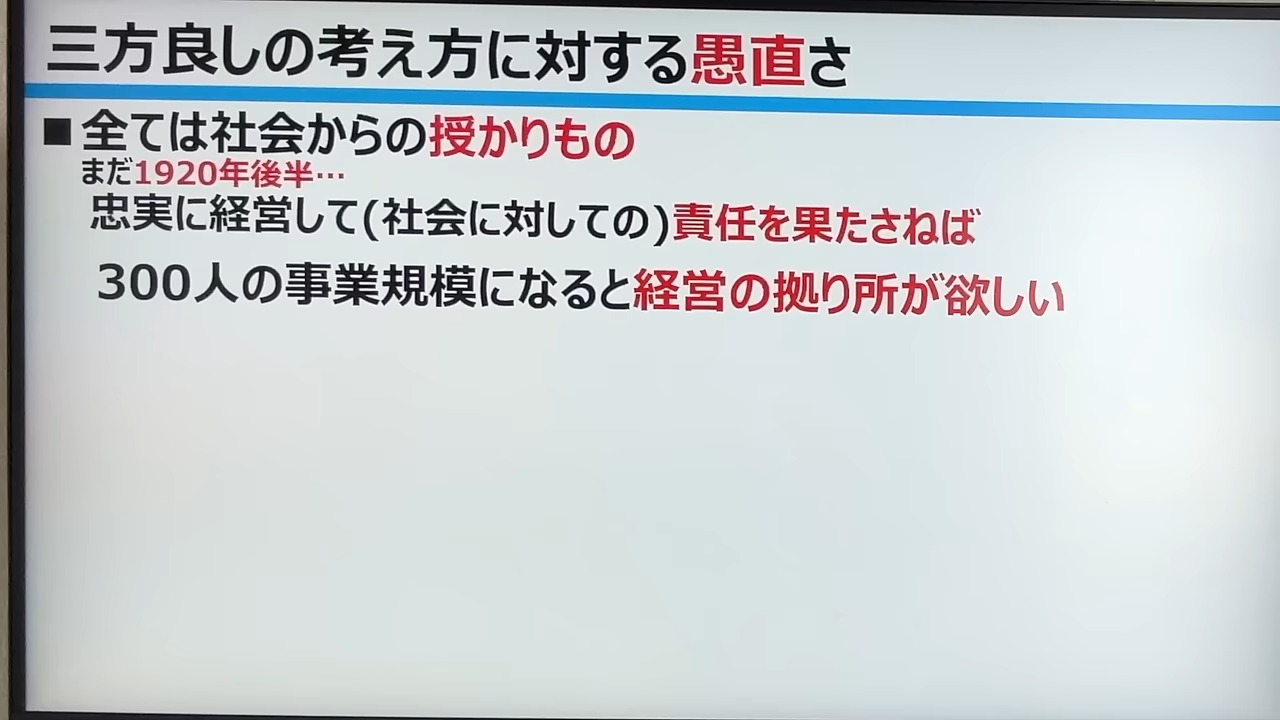 三方良しの考え方に対する愚直さ
■全ては社会からの授かりもの
まだ1920年後半…
忠実に経営して(社会に対しての)責任を果たさねば
300人の事業規模になると経営の拠り所が欲しい